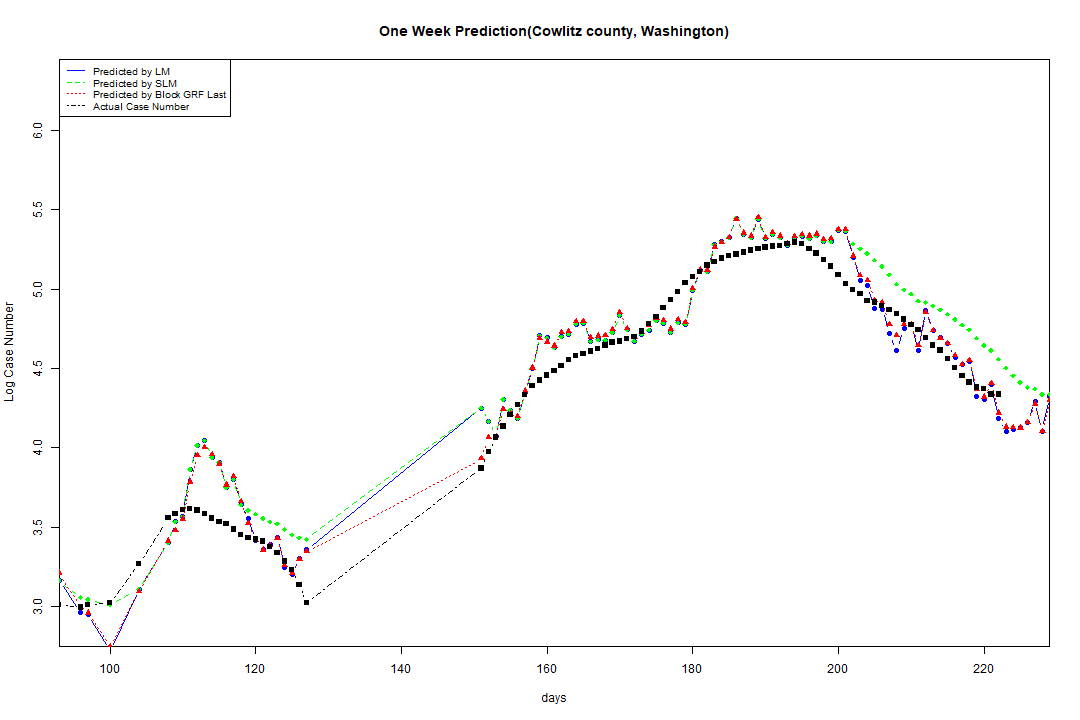 One Week Prediction(Cowlitz county, Washington)
Predicted by LM
Predicted by SLM
Predicted by Block GRF Last
Actual Case Number
Log Case Number
6.0
5.5
5.0
4.5
4.0
3.5
3.0
100 120 140 160 180 200 220
days